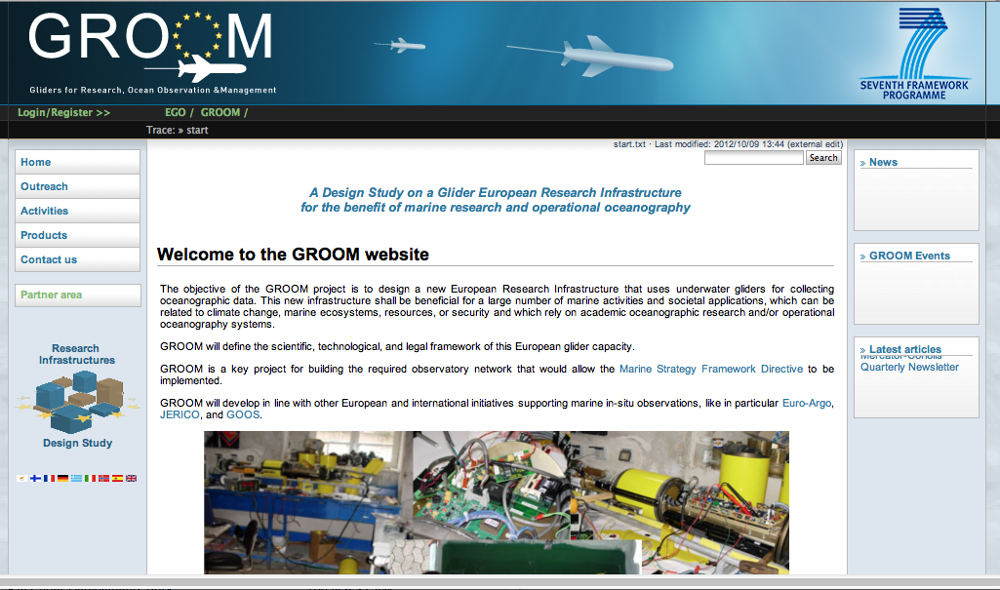 GROOM
Gliders for Research, Ocean Observation &Management
7
SEVENTH FRAMEWORK
PROGRAMME
Login/Register >>
EGO / GROOM /
Trace: » start
start.txt · Last modified: 2012/10/09 13:44 (external edit)
Search
Home
Outreach
Activities
Products
Contact us
Partner area
Research
Infrastructures
Design Study
A Design Study on a Glider European Research Infrastructure
for the benefit of marine research and operational oceanography
Welcome to the GROOM website
The objective of the GROOM project is to design a new European Research Infrastructure that uses underwater gliders for collecting
oceanographic data. This new infrastructure shall be beneficial for a large number of marine activities and societal applications, which can be
related to climate change, marine ecosystems, resources, or security and which rely on academic oceanographic research and/or operational
oceanography systems.
GROOM will define the scientific, technological, and legal framework of this European glider capacity.
GROOM is a key project for building the required observatory network that would allow the Marine Strategy Framework Directive to be
implemented.
GROOM will develop in line with other European and international initiatives supporting marine in-situ observations, like in particular Euro-Argo,
JERICO, and GOOS.
» News
» GROOM Events
» Latest articles
Mercator-Coriolis
Quarterly Newsletter